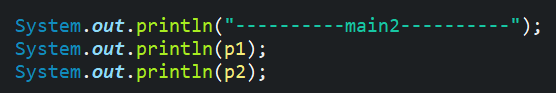 System.out.println("----------main2----------");
System.out.println(p1);
System.out.println(p2);